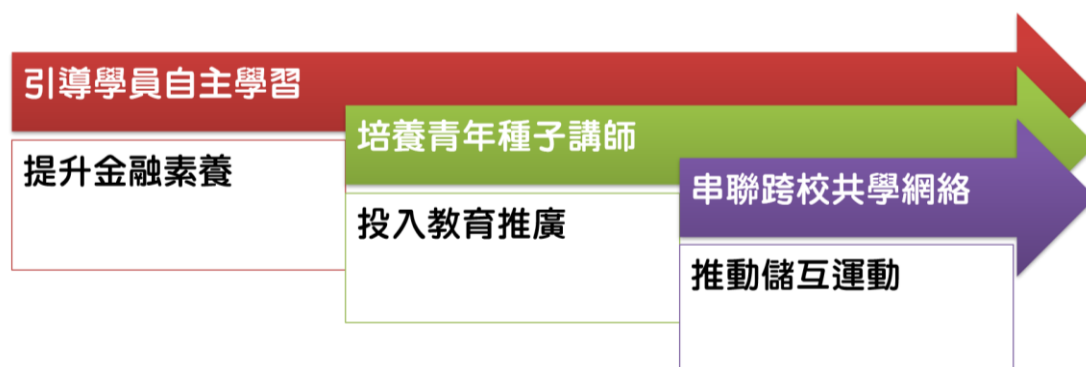 引導學員自主學習
提升金融素養
培養青年種子講師
投入教育推廣
串聯跨校共學網絡
推動儲互運動